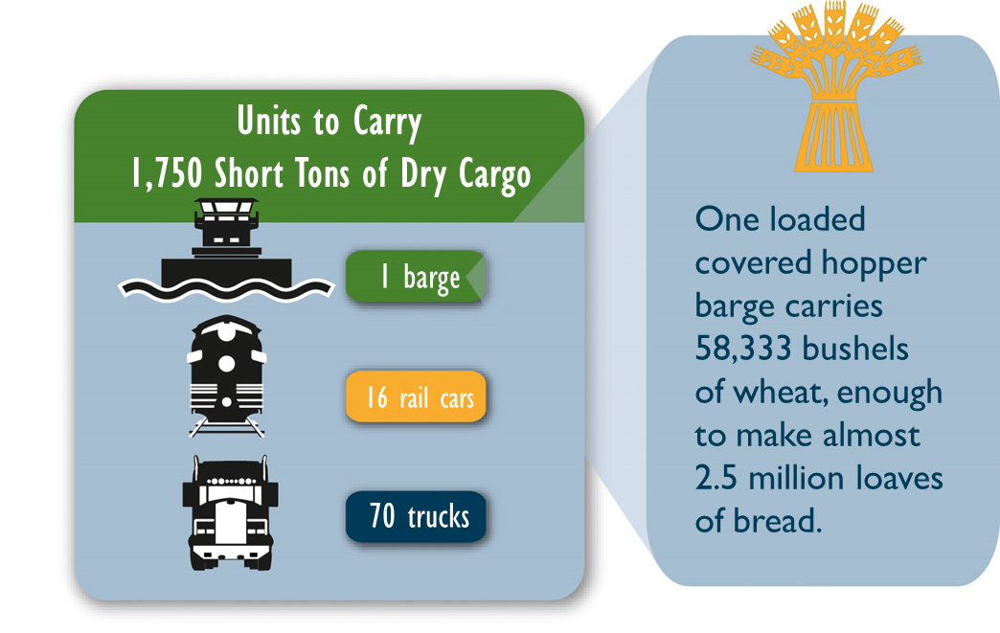 Units to Carry
1,750 Short Tons of Dry Cargo
1 barge
16 rail cars
70 trucks
One loaded
covered hopper
barge carries
58,333 bushels
of wheat, enough
to make almost
2.5 million loaves
of bread.